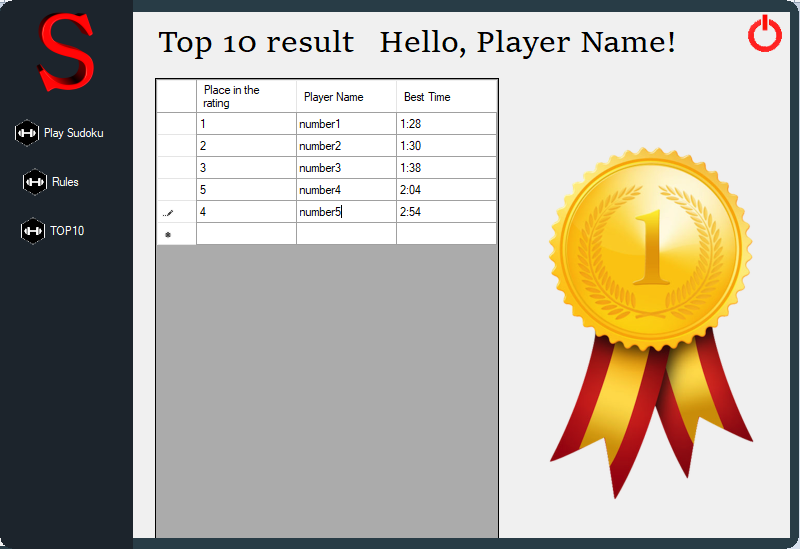 S
Top 10 result Hello, Player Name!
Play Sudoku
Rules
TOP10
Place in the
rating
Player Name
Best Time
1 number1 1:28
2 number2 1:30
3 number3 1:38
5 number4 2:04
4 number5 2:54
1